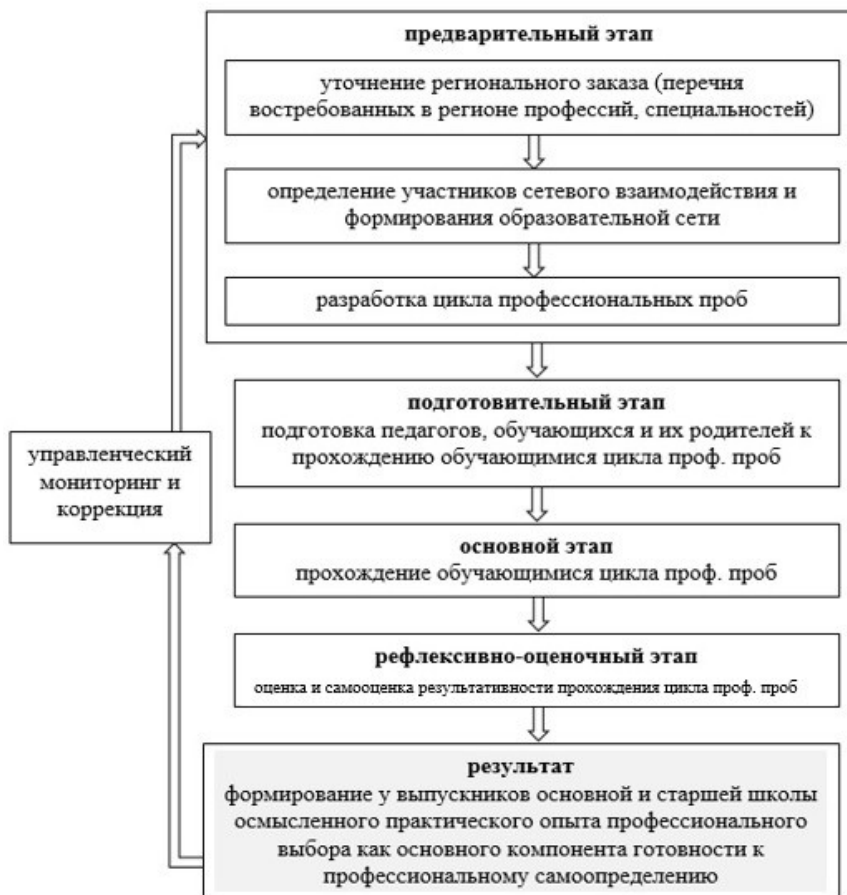 предварительный этап
уточнение регионального заказа (перечня
востребованных в регионе профессий, специальностей)
определение участников сетевого взаимодействия и
формирования образовательной сети
разработка цикла профессиональных проб
подготовительный этап
подготовка педагогов, обучающихся и их родителей к
прохождению обучающимися цикла проф. проб
управленческий
мониторинг и
коррекция
основной этап
прохождение обучающимися цикла проф. проб
рефлексивно-оценочный этап
оценка и самооценка результативности прохождения цикла проф. проб
результат
формирование у выпускников основной и старшей школы
осмысленного практического опыта профессионального
выбора как основного компонента готовности к
профессиональному самоопределению